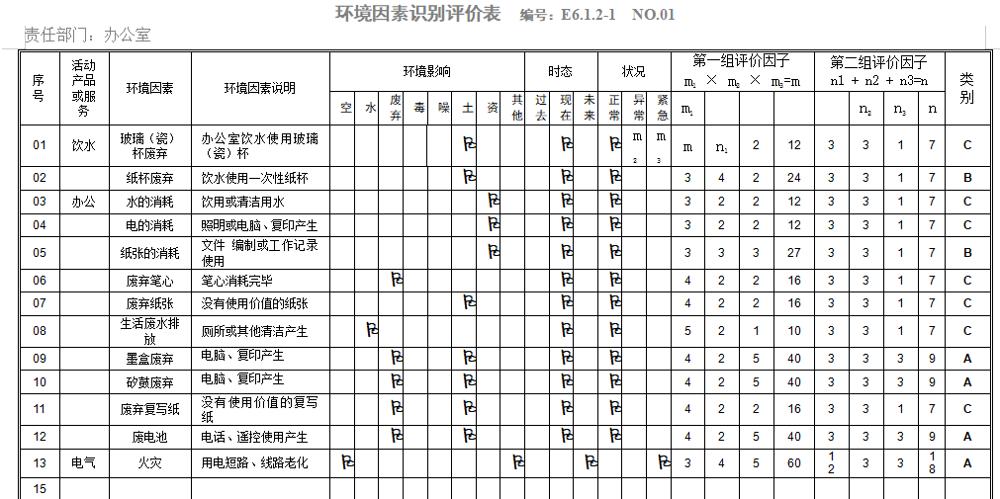 环境因素识别评价表 编号：E6.1.2-1 NO.01
责任部门：办公室
序号 活动产品或服务 环境因素 环境因素说明 环境影响 时态 状况 第一组评价因子 m₁ × m₂ × m₃=m 第二组评价因子 n1 + n2 + n3=n 类别
空 水 废弃 毒 噪 土 资 其他 过去 现在 未来 正常 异常 紧急 m₁ n₂ n₃ n
01 饮水 玻璃（瓷）杯废弃 办公室饮水使用玻璃（瓷）杯 m₂ m₃ m n₁ 2 12 3 3 1 7 C
02 纸杯废弃 饮水使用一次性纸杯 3 4 2 24 3 3 1 7 B
03 办公 水的消耗 饮用或清洁用水 3 2 2 12 3 3 1 7 C
04 电的消耗 照明或电脑、复印产生 3 2 2 12 3 3 1 7 C
05 纸张的消耗 文件 编制或工作记录使用 3 3 3 27 3 3 1 7 B
06 废弃笔心 笔心消耗完毕 4 2 2 16 3 3 1 7 C
07 废弃纸张 没有使用价值的纸张 4 2 2 16 3 3 1 7 C
08 生活废水排放 厕所或其他清洁产生 5 2 1 10 3 3 1 7 C
09 墨盒废弃 电脑、复印产生 4 2 5 40 3 3 3 9 A
10 矽鼓废弃 电脑、复印产生 4 2 5 40 3 3 3 9 A
11 废弃复写纸 没有使用价值的复写纸 4 2 2 16 3 3 1 7 C
12 废电池 电话、遥控使用产生 4 2 5 40 3 3 3 9 A
13 电气 火灾 用电短路、线路老化 3 4 5 60 12 3 3 18 A
15